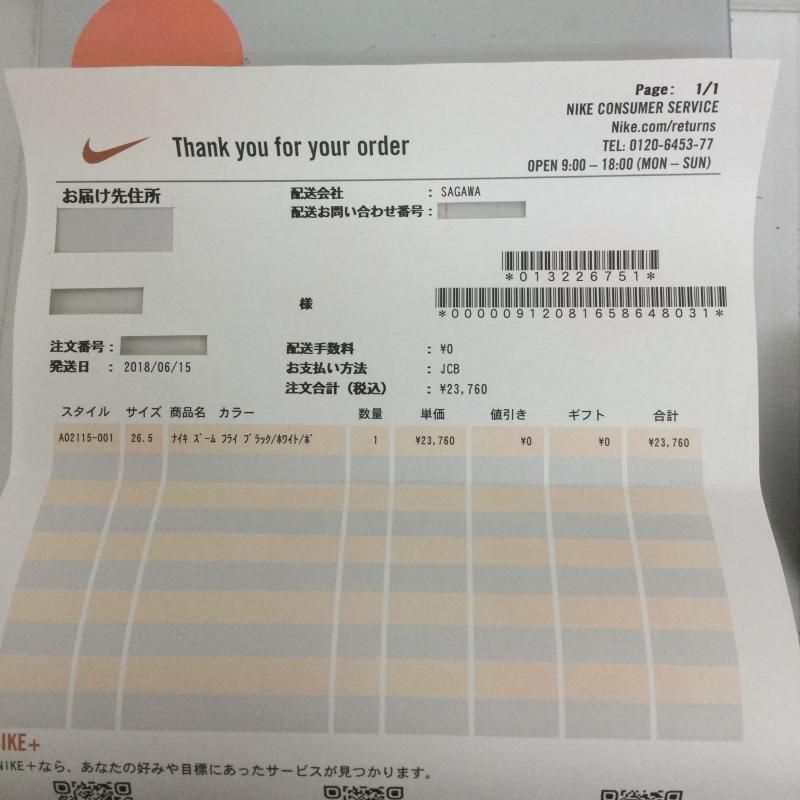 Page: 1/1
NIKE CONSUMER SERVICE
Nike.com/returns
TEL: 0120-6453-77
OPEN 9:00 – 18:00 (MON – SUN)
Thank you for your order
お届け先住所
配送会社 : SAGAWA
配送お問い合わせ番号 :
*013226751*
様
*0000091208165864803​1*
注文番号 :
発送日 : 2018/06/15
配送手数料 : ¥0
お支払い方法 : JCB
注文合計 (税込) : ¥23,760
スタイル サイズ 商品名 カラー 数量 単価 値引き ギフト 合計
AO2115-001 26.5 ﾅｲｷ ｽﾞｰﾑ ﾌﾗｲ ﾌﾞﾗｯｸ/ﾎﾜｲﾄ/ﾎﾞ 1 ¥23,760 ¥0 ¥0 ¥23,760
IKE+
NIKE+なら、あなたの好みや目標にあったサービスが見つかります。